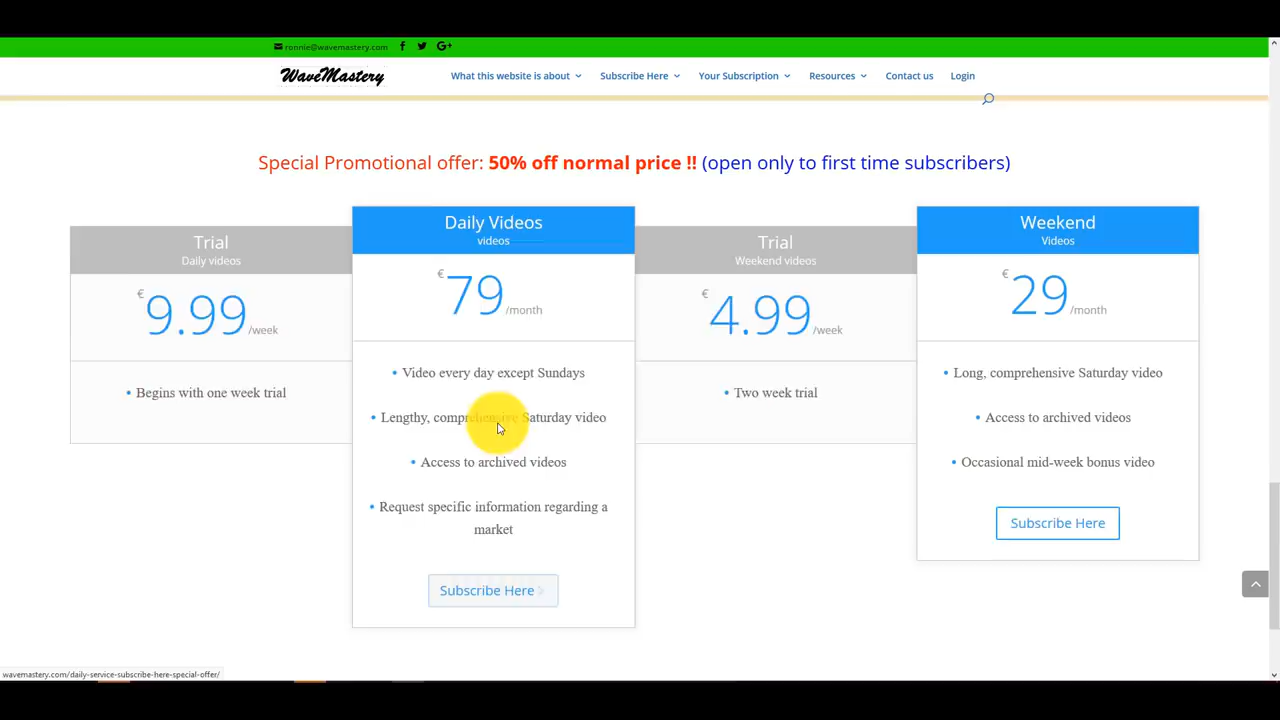 ronnie@wavemastery.com
WaveMastery
What this website is about
Subscribe Here
Your Subscription
Resources
Contact us
Login
Special Promotional offer: 50% off normal price !! (open only to first time subscribers)
Trial
Daily videos
€
9.99
/week
• Begins with one week trial
Daily Videos
videos
€
79
/month
• Video every day except Sundays
• Lengthy, comprehensive Saturday video
• Access to archived videos
• Request specific information regarding a
market
Subscribe Here
Trial
Weekend videos
€
4.99
/week
• Two week trial
Weekend
Videos
€
29
/month
• Long, comprehensive Saturday video
• Access to archived videos
• Occasional mid-week bonus video
Subscribe Here
wavemastery.com/daily-service-subscribe-here-special-offer/